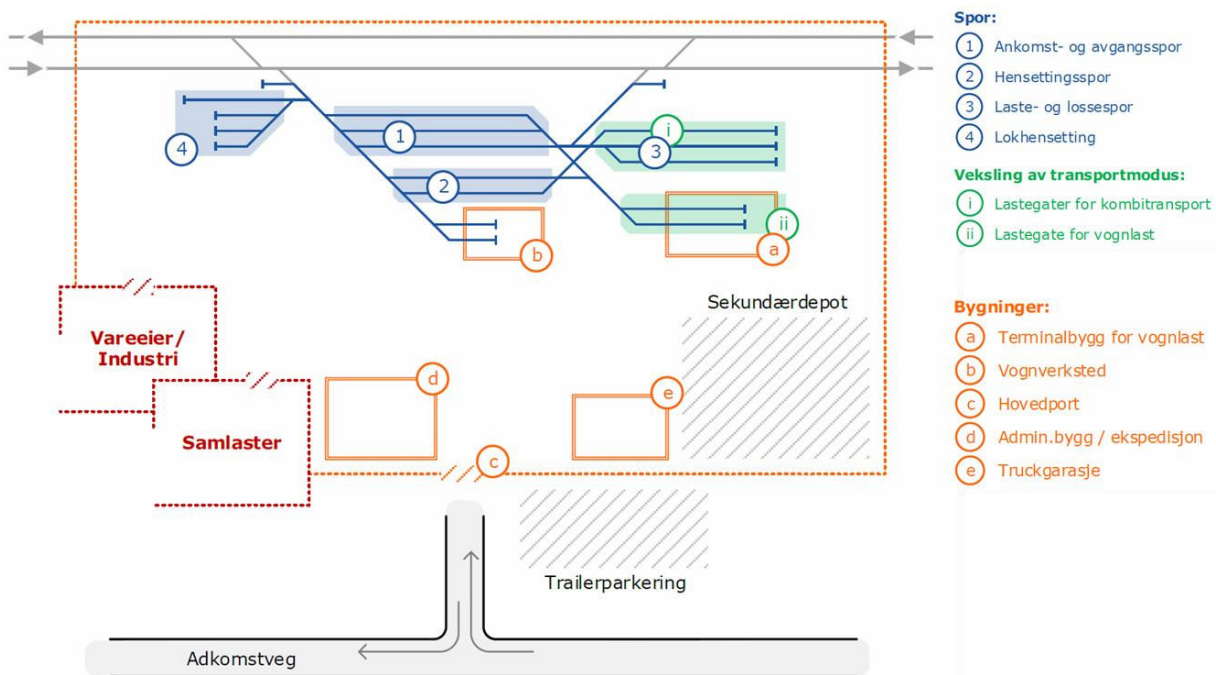 Spor:
1 Ankomst- og avgangsspor
2 Hensettingsspor
3 Laste- og lossespor
4 Lokhensetting
Veksling av transportmodus:
i Lastegater for kombitransport
ii Lastegate for vognlast
Bygninger:
a Terminalbygg for vognlast
b Vognverksted
c Hovedport
d Admin.bygg / ekspedisjon
e Truckgarasje
1
i
3
4
2
ii
b
a
Sekundærdepot
Vareeier/
Industri
d
e
Samlaster
c
Trailerparkering
Adkomstveg